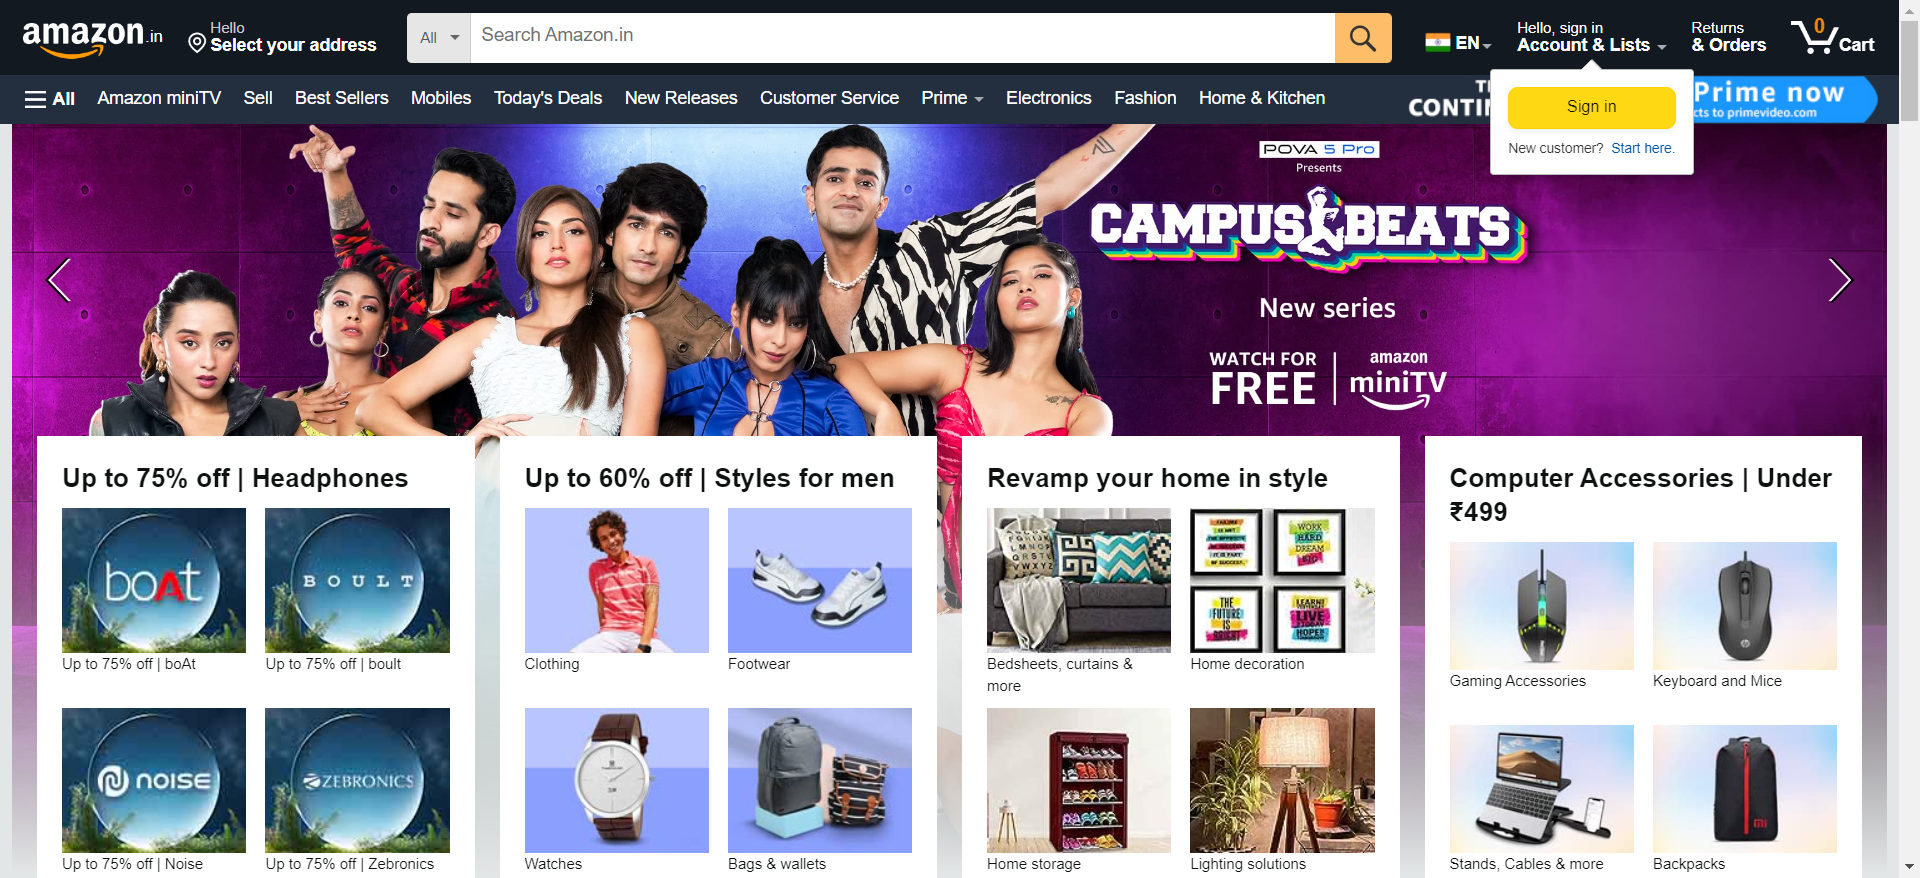 amazon.in
Hello
Select your address
All
Search Amazon.in
EN
Hello, sign in
Account & Lists
Returns
& Orders
0
Cart
All
Amazon miniTV
Sell
Best Sellers
Mobiles
Today's Deals
New Releases
Customer Service
Prime
Electronics
Fashion
Home & Kitchen
Prime now
to primevideo.com
Sign in
New customer? Start here.
POVA 5 Pro
Presents
CAMPUS BEATS
New series
WATCH FOR
FREE
amazon
miniTV
Up to 75% off | Headphones
boAt
BOULT
Up to 75% off | boAt
Up to 75% off | boult
NOISE
ZEBRONICS
Up to 75% off | Noise
Up to 75% off | Zebronics
Up to 60% off | Styles for men
Clothing
Footwear
Watches
Bags & wallets
Revamp your home in style
WORK
HARD
DREAM
BIG
THE
FUTURE
IS
BRIGHT
LIVE
Bedsheets, curtains &
more
Home decoration
Home storage
Lighting solutions
Computer Accessories | Under
₹499
hp
Gaming Accessories
Keyboard and Mice
mi
Stands, Cables & more
Backpacks